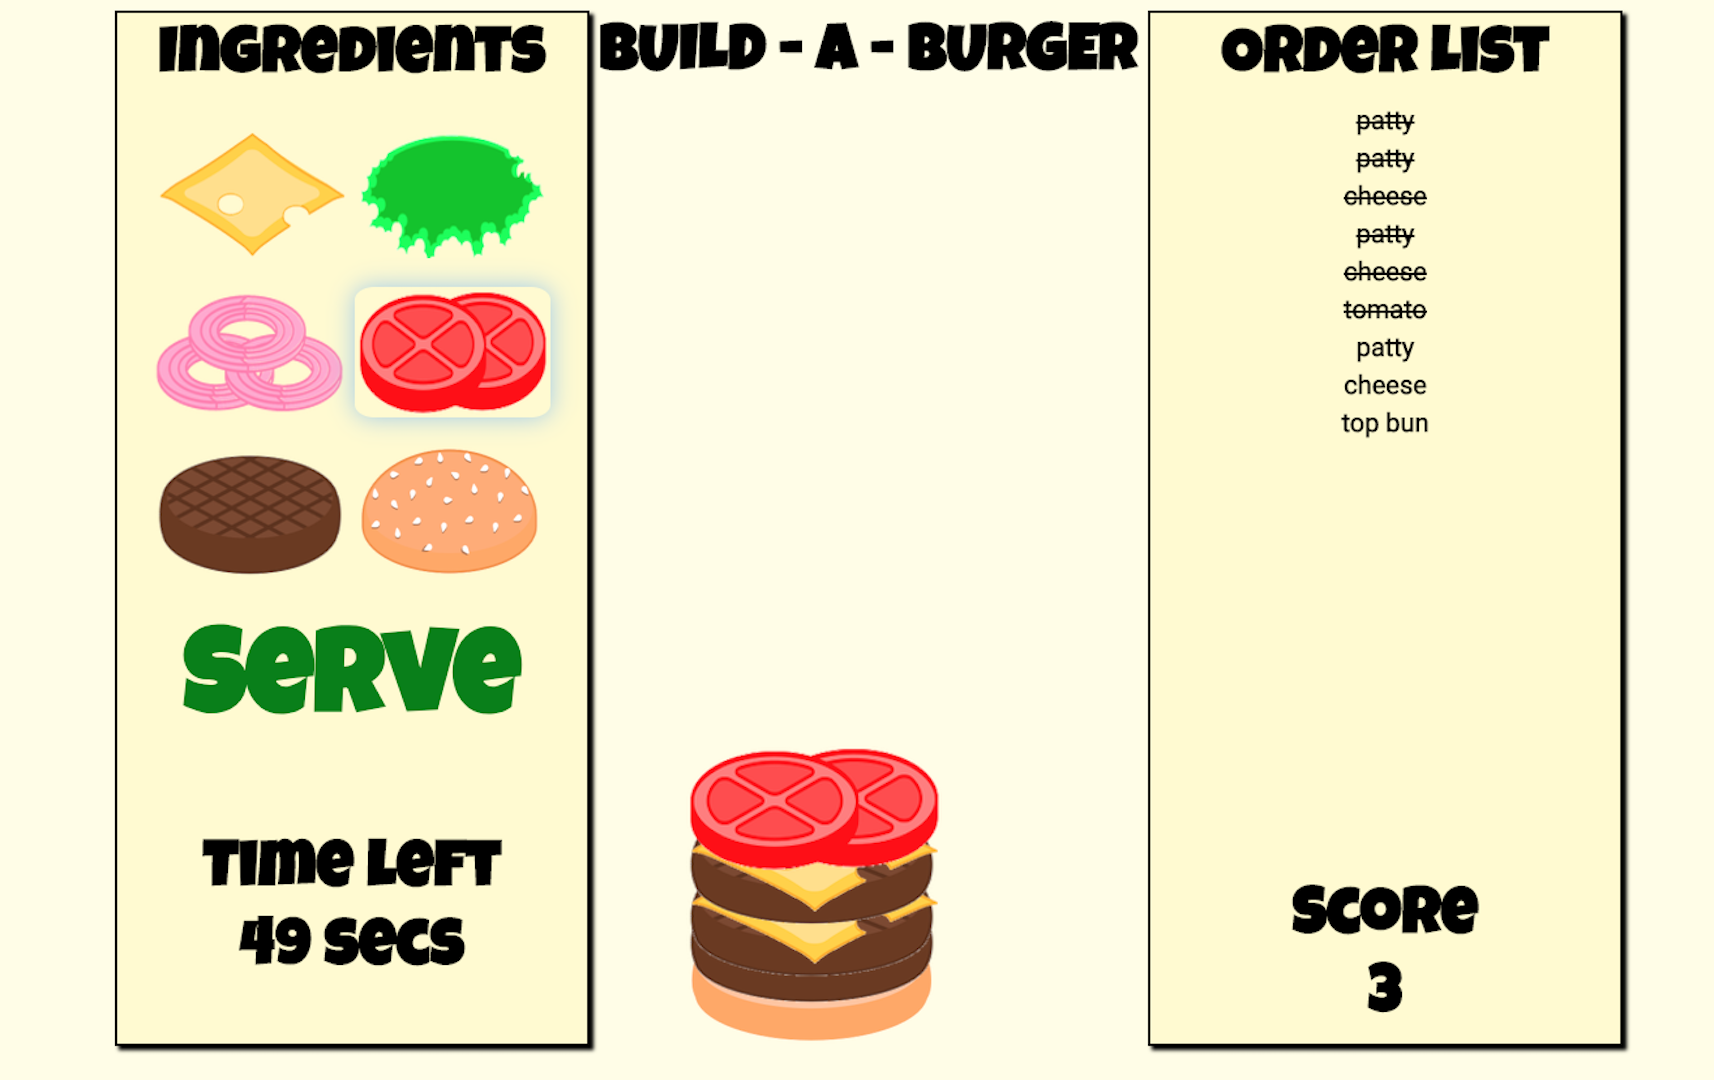 INGREDIENTS
SERVE
TIME LEFT
49 SECS
BUILD - A - BURGER
ORDER LIST
patty
patty
cheese
patty
cheese
tomato
patty
cheese
top bun
SCORE
3